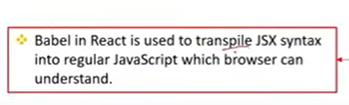 Babel in React is used to transpile JSX syntax
into regular JavaScript which browser can
understand.